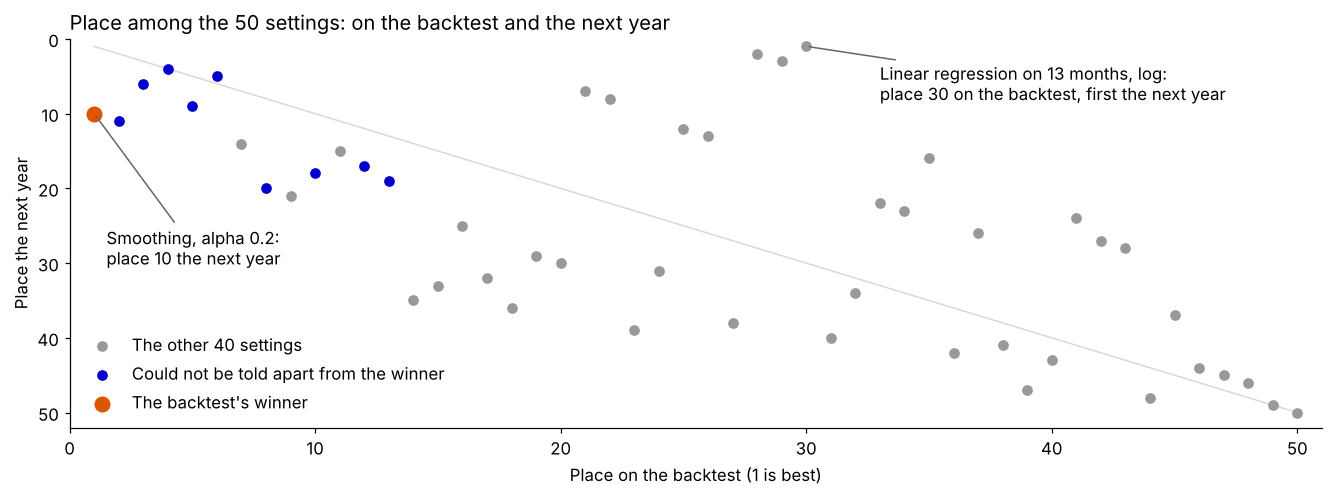 Place among the 50 settings: on the backtest and the next year
Place the next year
0
10
20
30
40
50
Linear regression on 13 months, log:
place 30 on the backtest, first the next year
Smoothing, alpha 0.2:
place 10 the next year
The other 40 settings
Could not be told apart from the winner
The backtest's winner
0
10
20
30
40
50
Place on the backtest (1 is best)